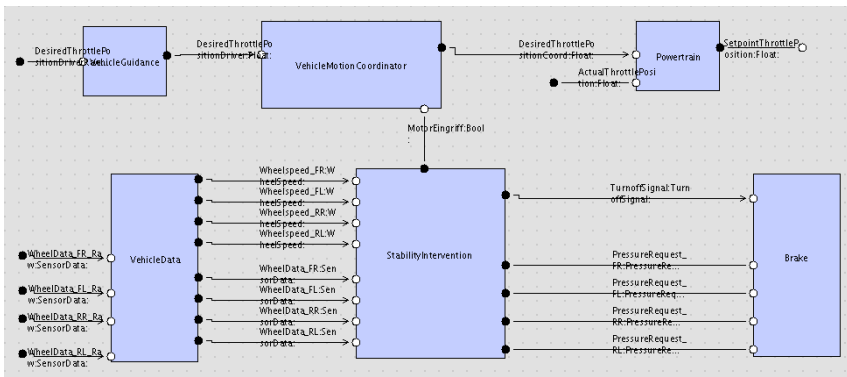 DesiredThrottlePo
sitionDriverRaw:
VehicleGuidance
DesiredThrottlePo
sitionDriver:Float:
VehicleMotionCoordinator
DesiredThrottlePo
sitionCoord:Float:
Powertrain
SetpointThrottleP
osition:Float:
ActualThrottlePosi
tion:Float:
MotorEingriff:Bool
:
WheelData_FR_Ra
w:SensorData:
WheelData_FL_Ra
w:SensorData:
WheelData_RR_Ra
w:SensorData:
WheelData_RL_Ra
w:SensorData:
VehicleData
Wheelspeed_FR:W
heelSpeed:
Wheelspeed_FL:W
heelSpeed:
Wheelspeed_RR:W
heelSpeed:
Wheelspeed_RL:W
heelSpeed:
WheelData_FR:Sen
sorData:
WheelData_FL:Sen
sorData:
WheelData_RR:Sen
sorData:
WheelData_RL:Sen
sorData:
StabilityIntervention
TurnoffSignal:Turn
offSignal:
PressureRequest_
FR:PressureRe...
PressureRequest_
FL:PressureReq...
PressureRequest_
RR:PressureRe...
PressureRequest_
RL:PressureRe...
Brake